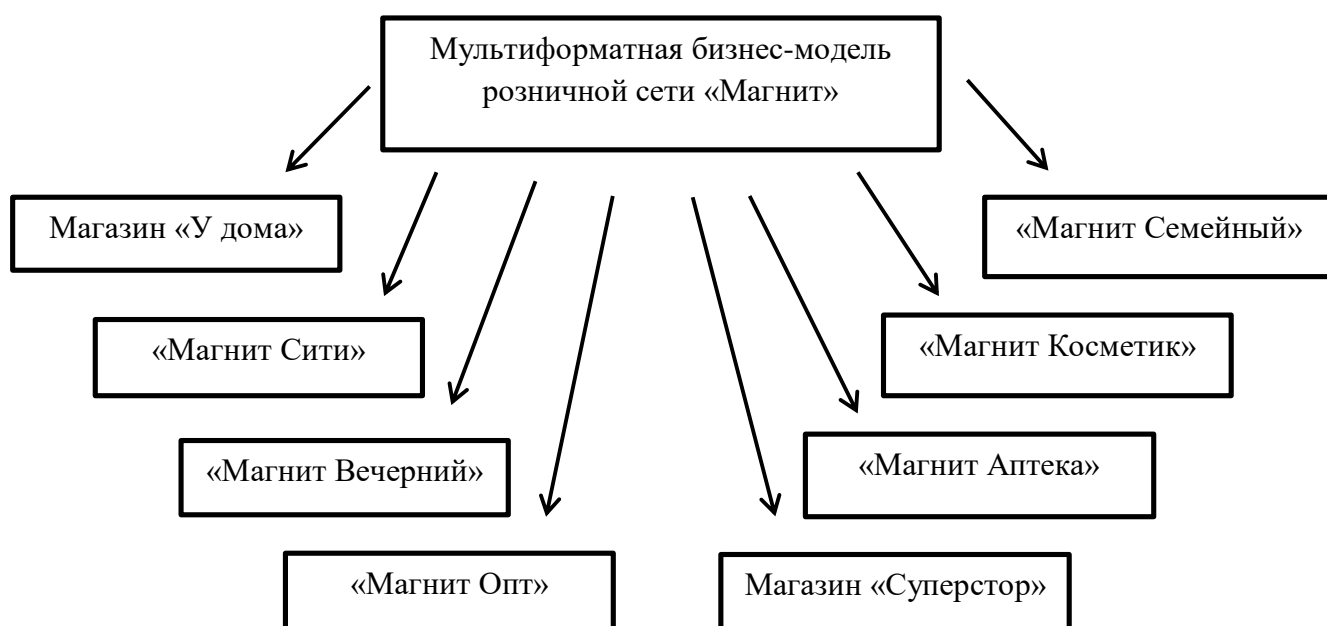 Мультиформатная бизнес-модель
розничной сети «Магнит»
Магазин «У дома»
«Магнит Семейный»
«Магнит Сити»
«Магнит Косметик»
«Магнит Вечерний»
«Магнит Аптека»
«Магнит Опт»
Магазин «Суперстор»